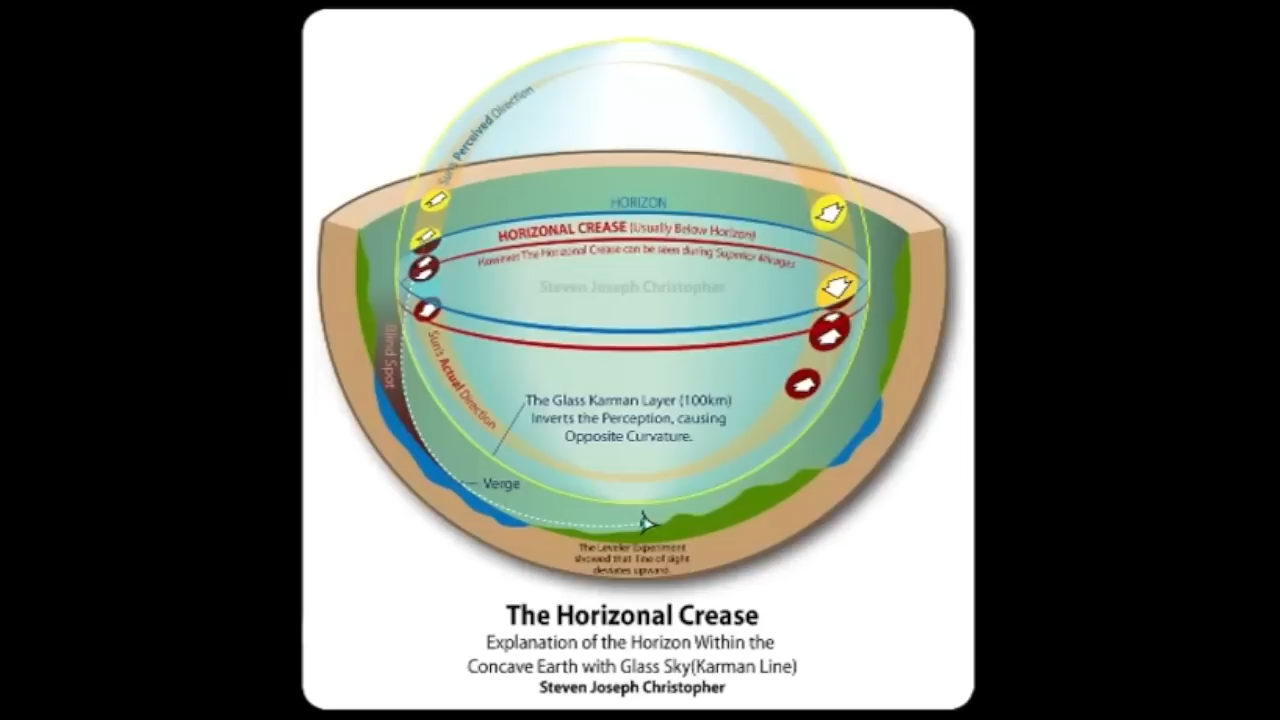 Sun's Perceived Direction
HORIZON
HORIZONAL CREASE (Usually Below Horizon)
However The Horizonal Crease can be seen during Superior Mirages
Steven Joseph Christopher
Blind Spot
Sun's Actual Direction
The Glass Karman Layer (100km)
Inverts the Perception, causing
Opposite Curvature.
Verge
The Leveler Experiment
showed that line of sight
deviates upward.
The Horizonal Crease
Explanation of the Horizon Within the
Concave Earth with Glass Sky(Karman Line)
Steven Joseph Christopher